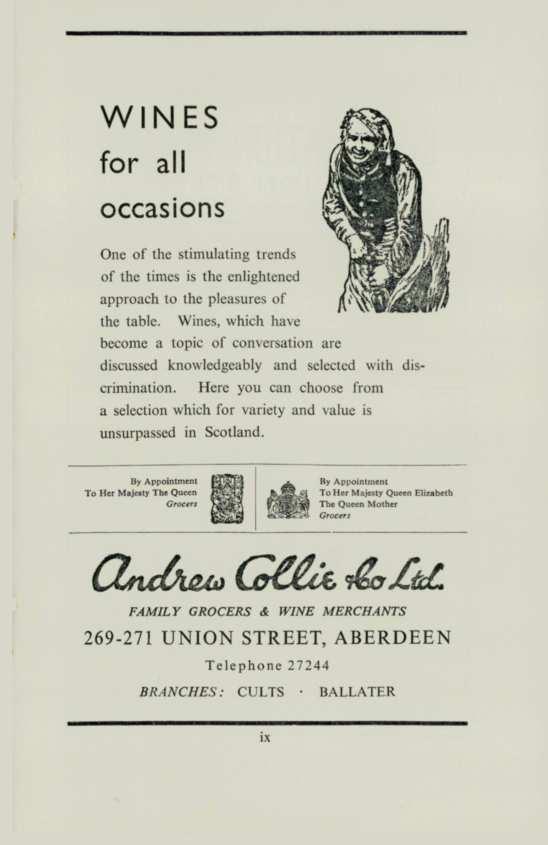 WINES
for all
occasions
One of the stimulating trends
of the times is the enlightened
approach to the pleasures of
the table. Wines, which have
become a topic of conversation are
discussed knowledgeably and selected with dis-
crimination. Here you can choose from
a selection which for variety and value is
unsurpassed in Scotland.
By Appointment
To Her Majesty The Queen
Grocers
By Appointment
To Her Majesty Queen Elizabeth
The Queen Mother
Grocers
Andrew Collie & Co Ltd.
FAMILY GROCERS & WINE MERCHANTS
269-271 UNION STREET, ABERDEEN
Telephone 27244
BRANCHES: CULTS · BALLATER
ix